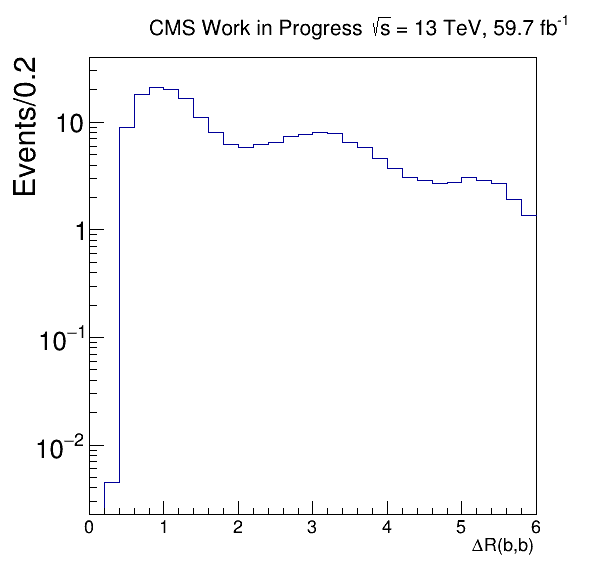 CMS Work in Progress √s = 13 TeV, 59.7 fb⁻¹
Events/0.2
10
1
10⁻¹
10⁻²
0 1 2 3 4 5 6
ΔR(b,b)